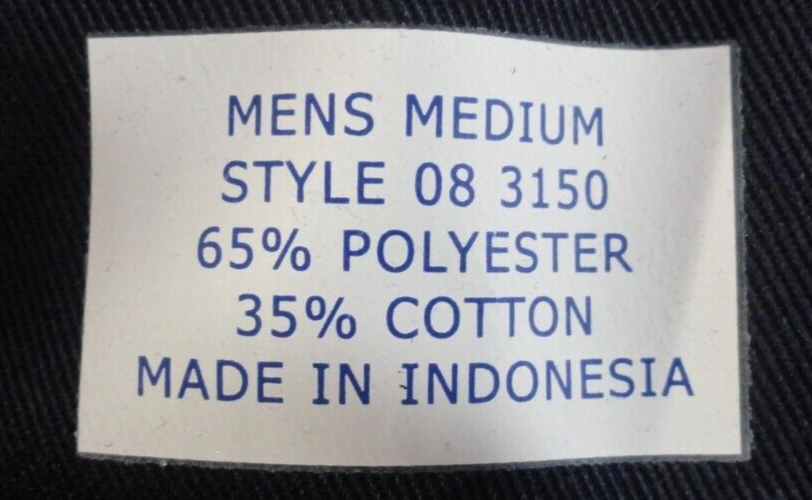 MENS MEDIUM
STYLE 08 3150
65% POLYESTER
35% COTTON
MADE IN INDONESIA